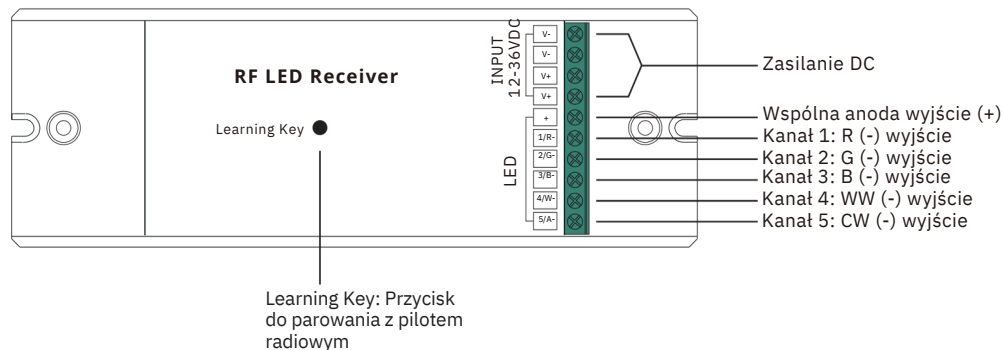 RF LED Receiver
Learning Key
INPUT
12-36VDC
V-
V-
V+
V+
LED
+
1/R-
2/G-
3/B-
4/W-
5/A-
Zasilanie DC
Wspólna anoda wyjście (+)
Kanał 1: R (-) wyjście
Kanał 2: G (-) wyjście
Kanał 3: B (-) wyjście
Kanał 4: WW (-) wyjście
Kanał 5: CW (-) wyjście
Learning Key: Przycisk
do parowania z pilotem
radiowym